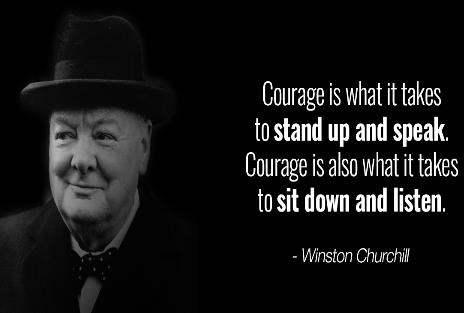 Courage is what it takes
to stand up and speak.
Courage is also what it takes
to sit down and listen.
- Winston Churchill